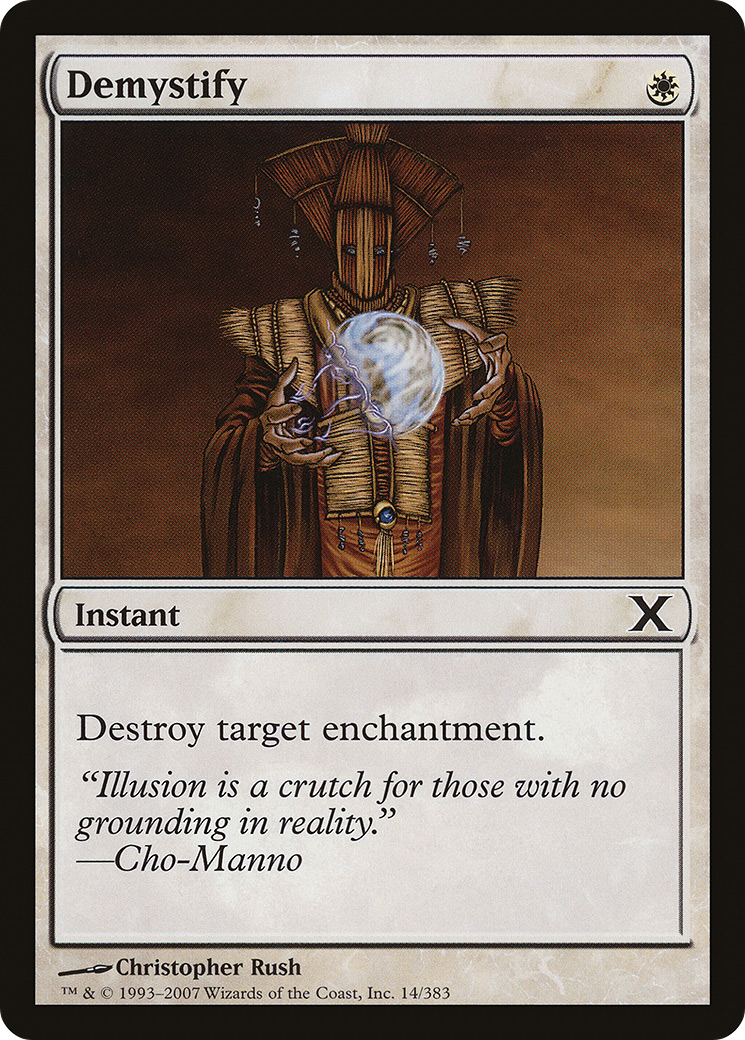 Demystify
Instant
X
Destroy target enchantment.
“Illusion is a crutch for those with no
grounding in reality.”
—Cho-Manno
Christopher Rush
™ & © 1993–2007 Wizards of the Coast, Inc. 14/383